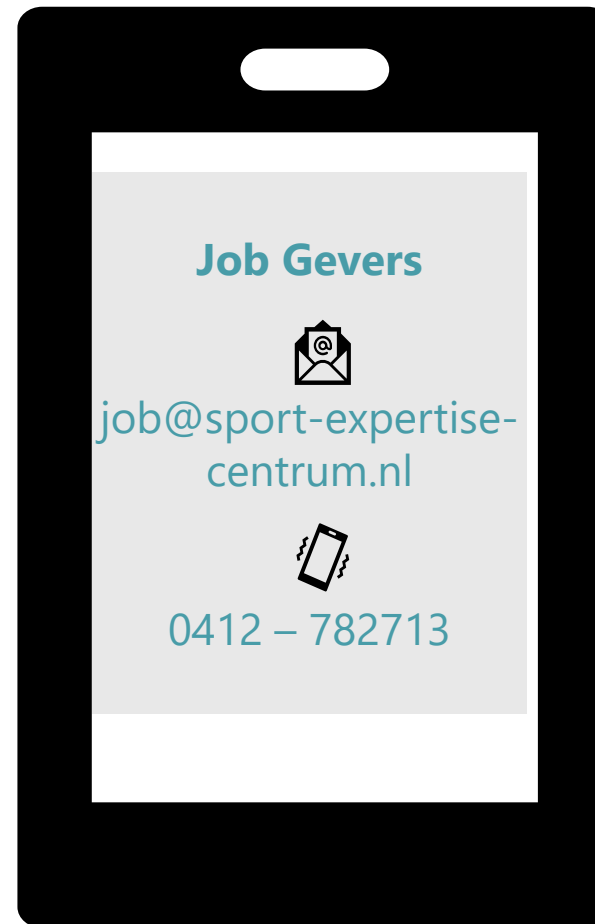 Job Gevers
job@sport-expertise-
centrum.nl
0412 – 782713